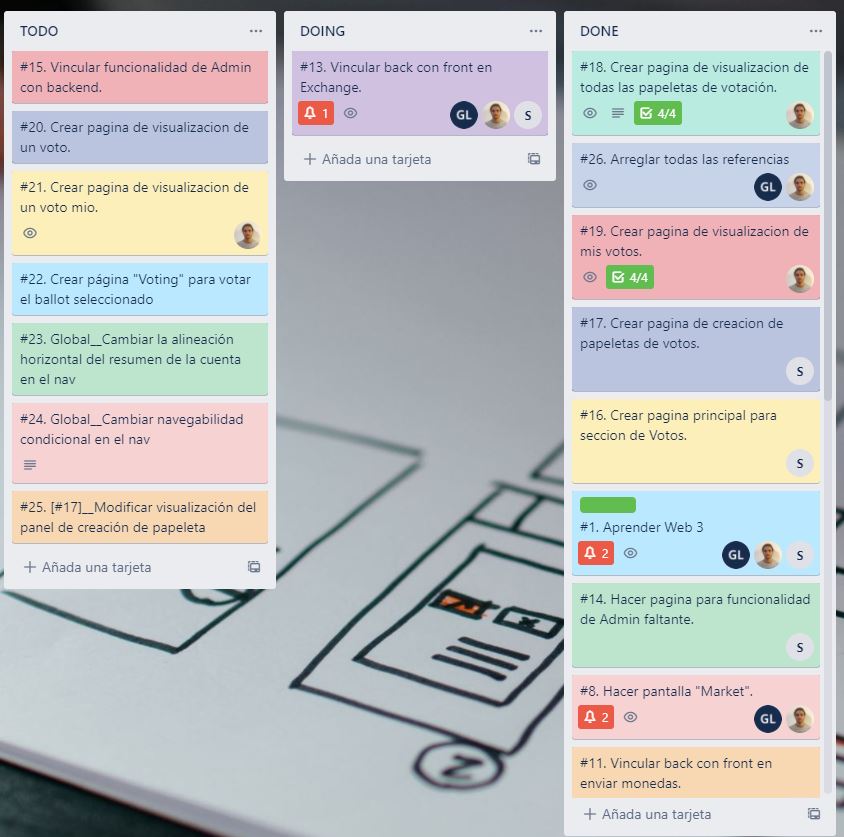 TODO
#15. Vincular funcionalidad de Admin
con backend.
#20. Crear pagina de visualizacion de
un voto.
#21. Crear pagina de visualizacion de
un voto mio.
#22. Crear página "Voting" para votar
el ballot seleccionado
#23. Global__Cambiar la alineación
horizontal del resumen de la cuenta
en el nav
#24. Global__Cambiar navegabilidad
condicional en el nav
#25. [#17]__Modificar visualización del
panel de creación de papeleta
Añada una tarjeta
DOING
#13. Vincular back con front en
Exchange.
1
GL
S
Añada una tarjeta
DONE
#18. Crear pagina de visualizacion de
todas las papeletas de votación.
4/4
#26. Arreglar todas las referencias
GL
#19. Crear pagina de visualizacion de
mis votos.
4/4
#17. Crear pagina de creacion de
papeletas de votos.
S
#16. Crear pagina principal para
seccion de Votos.
S
#1. Aprender Web 3
2
GL
S
#14. Hacer pagina para funcionalidad
de Admin faltante.
S
#8. Hacer pantalla "Market".
2
GL
#11. Vincular back con front en
enviar monedas.
Añada una tarjeta